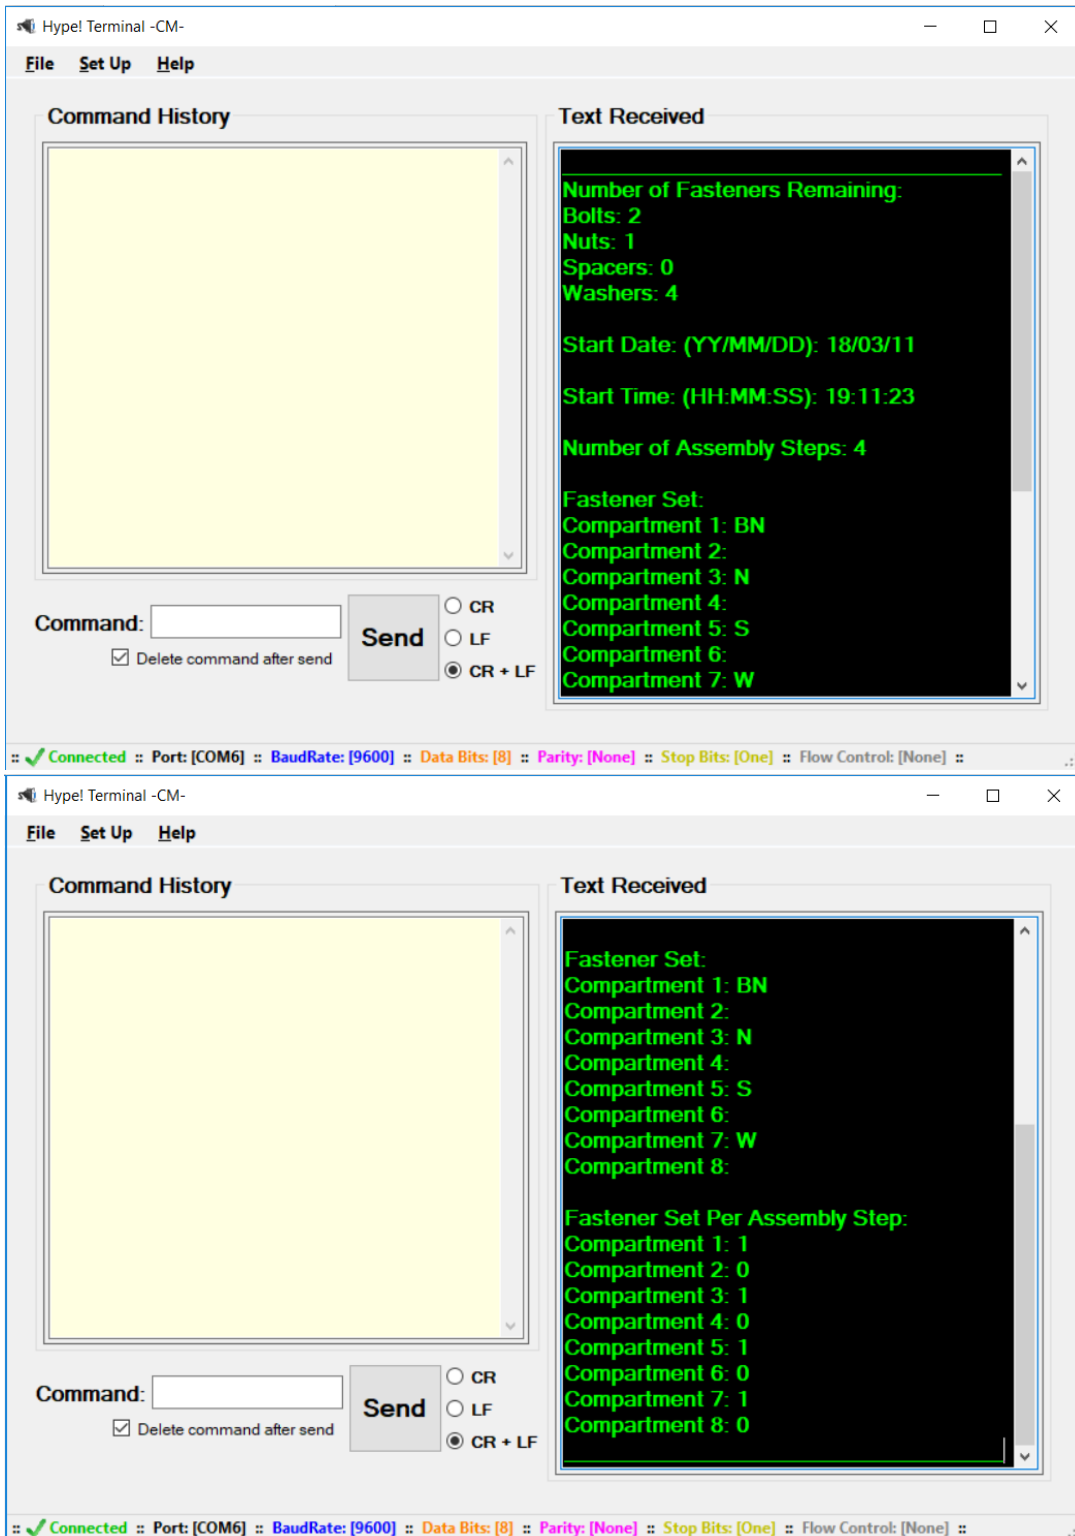 Hype! Terminal -CM-
File Set Up Help
Command History
Text Received
Number of Fasteners Remaining:
Bolts: 2
Nuts: 1
Spacers: 0
Washers: 4
Start Date: (YY/MM/DD): 18/03/11
Start Time: (HH:MM:SS): 19:11:23
Number of Assembly Steps: 4
Fastener Set:
Compartment 1: BN
Compartment 2:
Compartment 3: N
Compartment 4:
Compartment 5: S
Compartment 6:
Compartment 7: W
Command:
Delete command after send
Send
CR
LF
CR + LF
:: Connected :: Port: [COM6] :: BaudRate: [9600] :: Data Bits: [8] :: Parity: [None] :: Stop Bits: [One] :: Flow Control: [None] ::
Hype! Terminal -CM-
File Set Up Help
Command History
Text Received
Fastener Set:
Compartment 1: BN
Compartment 2:
Compartment 3: N
Compartment 4:
Compartment 5: S
Compartment 6:
Compartment 7: W
Compartment 8:
Fastener Set Per Assembly Step:
Compartment 1: 1
Compartment 2: 0
Compartment 3: 1
Compartment 4: 0
Compartment 5: 1
Compartment 6: 0
Compartment 7: 1
Compartment 8: 0
Command:
Delete command after send
Send
CR
LF
CR + LF
:: Connected :: Port: [COM6] :: BaudRate: [9600] :: Data Bits: [8] :: Parity: [None] :: Stop Bits: [One] :: Flow Control: [None] ::